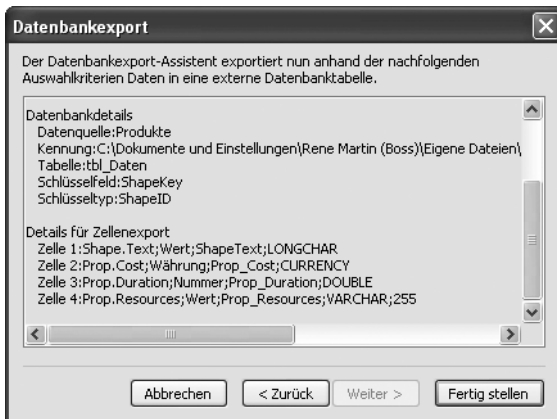 Datenbankexport
Der Datenbankexport-Assistent exportiert nun anhand der nachfolgenden
Auswahlkriterien Daten in eine externe Datenbanktabelle.
Datenbankdetails
Datenquelle:Produkte
Kennung:C:\Dokumente und Einstellungen\Rene Martin (Boss)\Eigene Dateien\
Tabelle:tbl_Daten
Schlüsselfeld:ShapeKey
Schlüsseltyp:ShapeID
Details für Zellenexport
Zelle 1:Shape.Text;Wert;ShapeText;LONGCHAR
Zelle 2:Prop.Cost;Währung;Prop_Cost;CURRENCY
Zelle 3:Prop.Duration;Nummer;Prop_Duration;DOUBLE
Zelle 4:Prop.Resources;Wert;Prop_Resources;VARCHAR;255
Abbrechen < Zurück Weiter > Fertig stellen